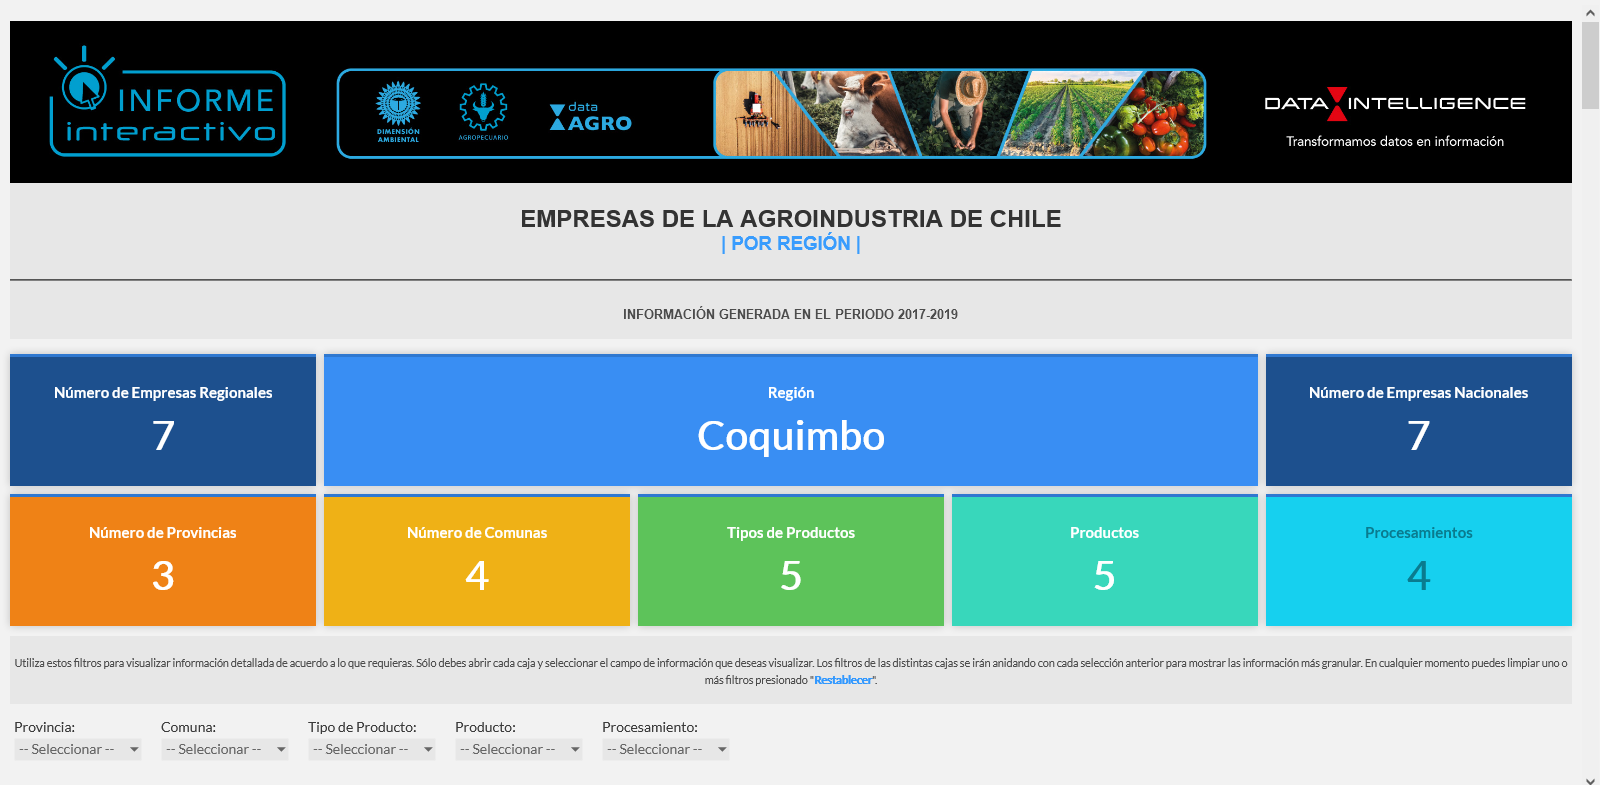 INFORME
interactivo
DIMENSIÓN
AMBIENTAL
AGROPECUARIO
data
AGRO
DATA INTELLIGENCE
Transformamos datos en información
EMPRESAS DE LA AGROINDUSTRIA DE CHILE
| POR REGIÓN |
INFORMACIÓN GENERADA EN EL PERIODO 2017-2019
Número de Empresas Regionales
7
Región
Coquimbo
Número de Empresas Nacionales
7
Número de Provincias
3
Número de Comunas
4
Tipos de Productos
5
Productos
5
Procesamientos
4
Utiliza estos filtros para visualizar información detallada de acuerdo a lo que requieras. Sólo debes abrir cada caja y seleccionar el campo de información que deseas visualizar. Los filtros de las distintas cajas se irán anidando con cada selección anterior para mostrar las información más granular. En cualquier momento puedes limpiar uno o
más filtros presionado "Restablecer".
Provincia: Comuna: Tipo de Producto: Producto: Procesamiento:
-- Seleccionar -- -- Seleccionar -- -- Seleccionar -- -- Seleccionar -- -- Seleccionar --